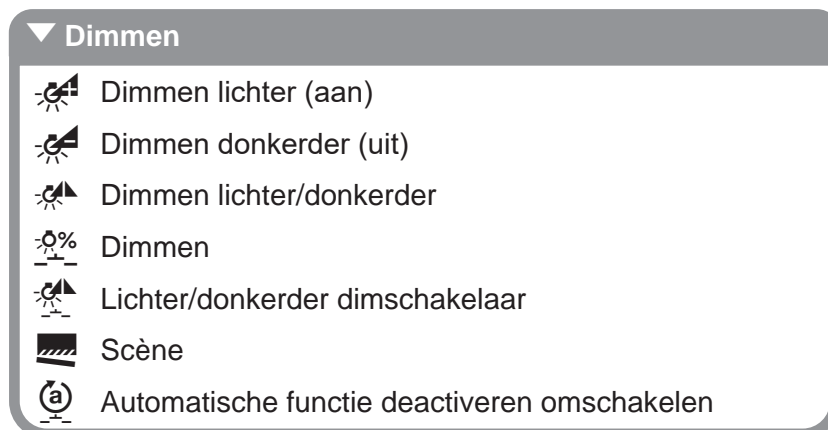 Dimmen
Dimmen lichter (aan)
Dimmen donkerder (uit)
Dimmen lichter/donkerder
% Dimmen
Lichter/donkerder dimschakelaar
Scène
a Automatische functie deactiveren omschakelen